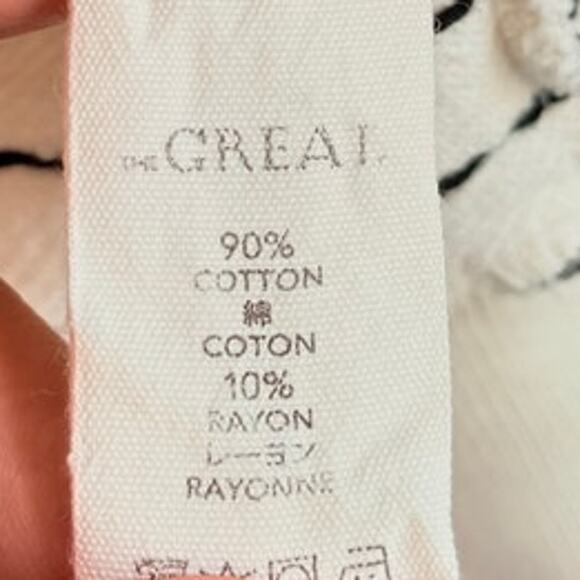 THE GREAT.
90%
COTTON
綿
COTON
10%
RAYON
レーヨン
RAYONNE